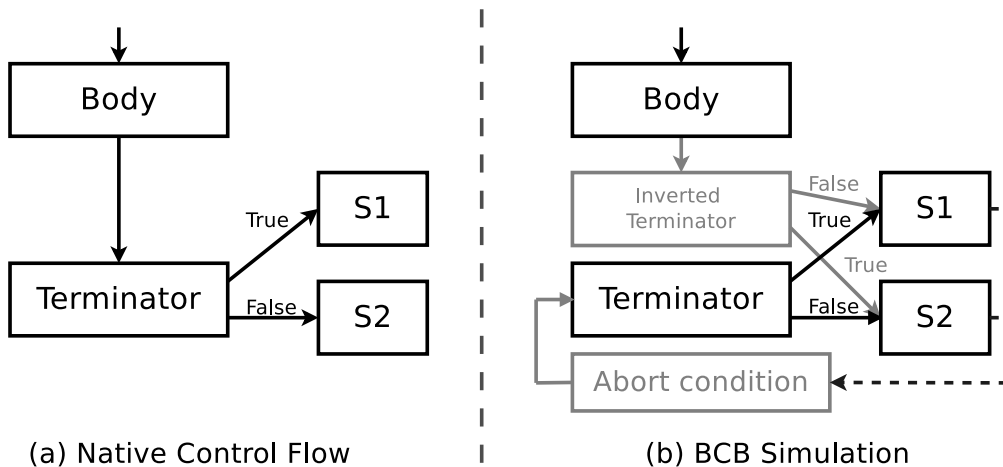 Body
True
S1
Terminator
False
S2
(a) Native Control Flow
Body
Inverted
Terminator
False
True
S1
True
Terminator
False
S2
Abort condition
(b) BCB Simulation